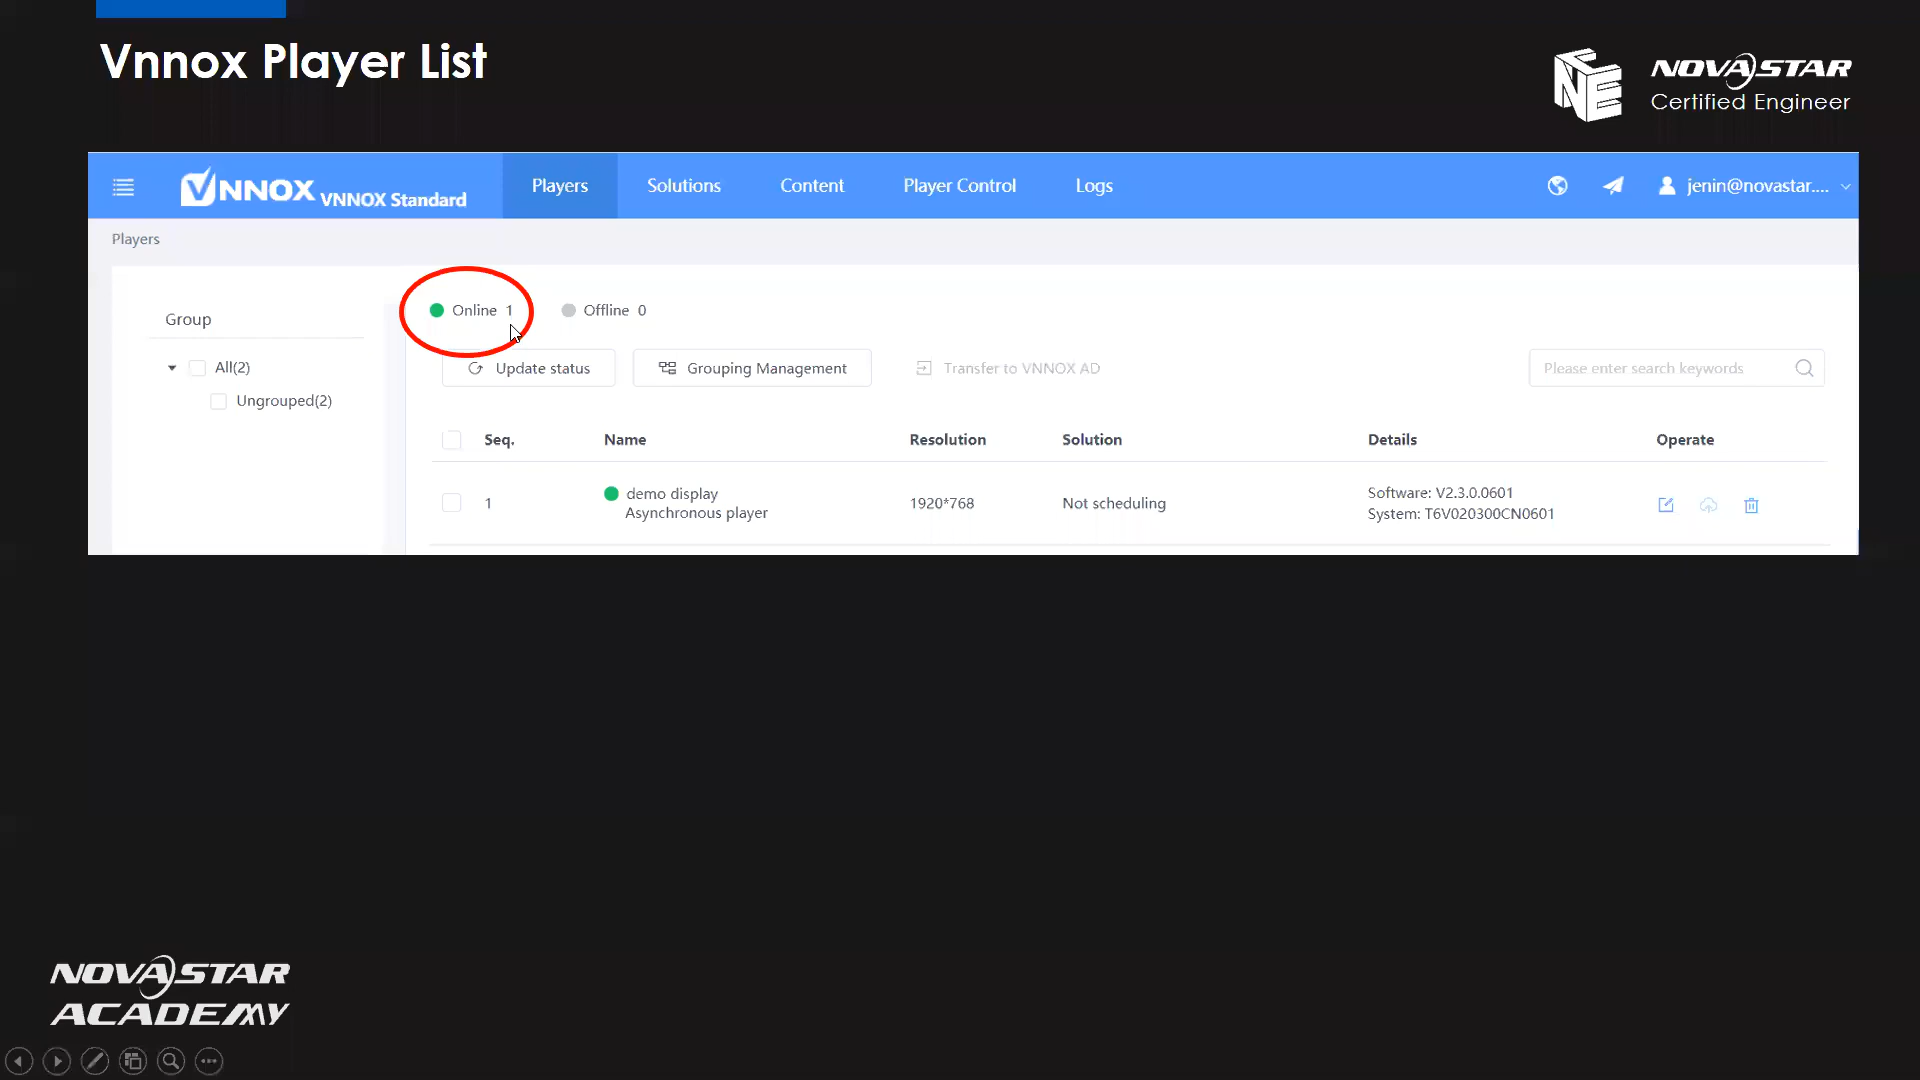 Vnnox Player List
NOVASTAR
Certified Engineer
VNNOX VNNOX Standard
Players
Solutions
Content
Player Control
Logs
jenin@novastar....
Players
Group
All(2)
Ungrouped(2)
Online 1
Offline 0
Update status
Grouping Management
Transfer to VNNOX AD
Please enter search keywords
Seq.
Name
Resolution
Solution
Details
Operate
1
demo display
Asynchronous player
1920*768
Not scheduling
Software: V2.3.0.0601
System: T6V020300CN0601
NOVASTAR
ACADEMY